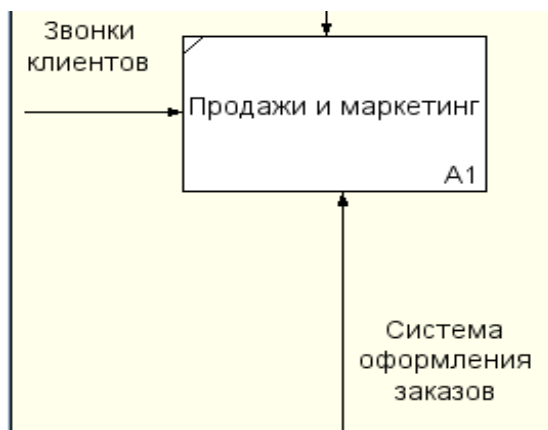 Звонки
клиентов
Продажи и маркетинг
A1
Система
оформления
заказов